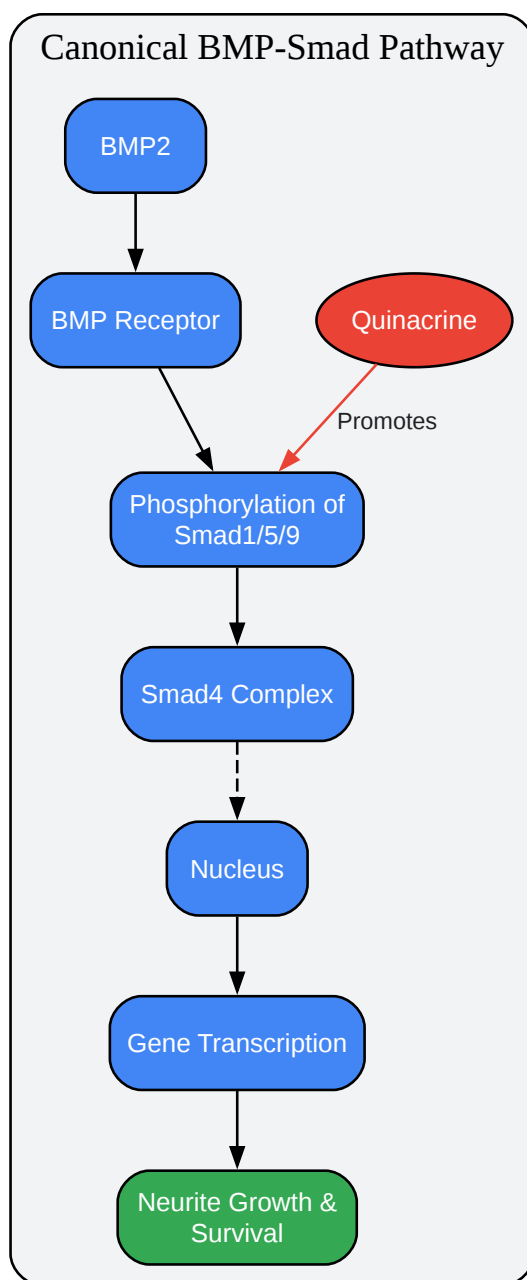 Canonical BMP-Smad Pathway
BMP2
BMP Receptor
Quinacrine
Promotes
Phosphorylation of
Smad1/5/9
Smad4 Complex
Nucleus
Gene Transcription
Neurite Growth &
Survival